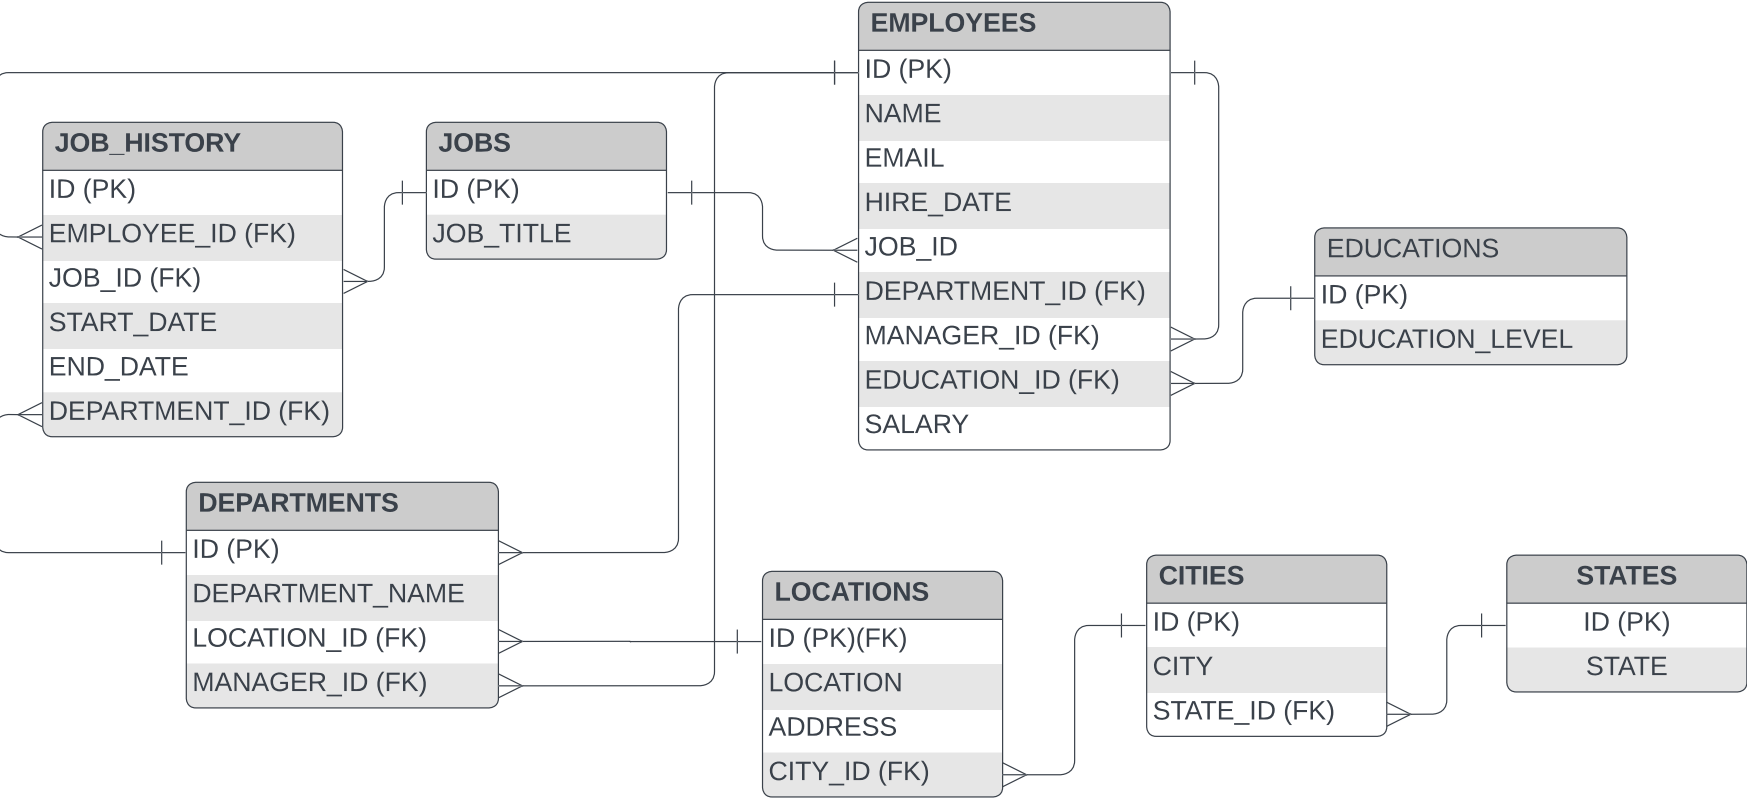 EMPLOYEES
ID (PK)
NAME
EMAIL
HIRE_DATE
JOB_ID
DEPARTMENT_ID (FK)
MANAGER_ID (FK)
EDUCATION_ID (FK)
SALARY
JOB_HISTORY
ID (PK)
EMPLOYEE_ID (FK)
JOB_ID (FK)
START_DATE
END_DATE
DEPARTMENT_ID (FK)
JOBS
ID (PK)
JOB_TITLE
EDUCATIONS
ID (PK)
EDUCATION_LEVEL
DEPARTMENTS
ID (PK)
DEPARTMENT_NAME
LOCATION_ID (FK)
MANAGER_ID (FK)
LOCATIONS
ID (PK)(FK)
LOCATION
ADDRESS
CITY_ID (FK)
CITIES
ID (PK)
CITY
STATE_ID (FK)
STATES
ID (PK)
STATE